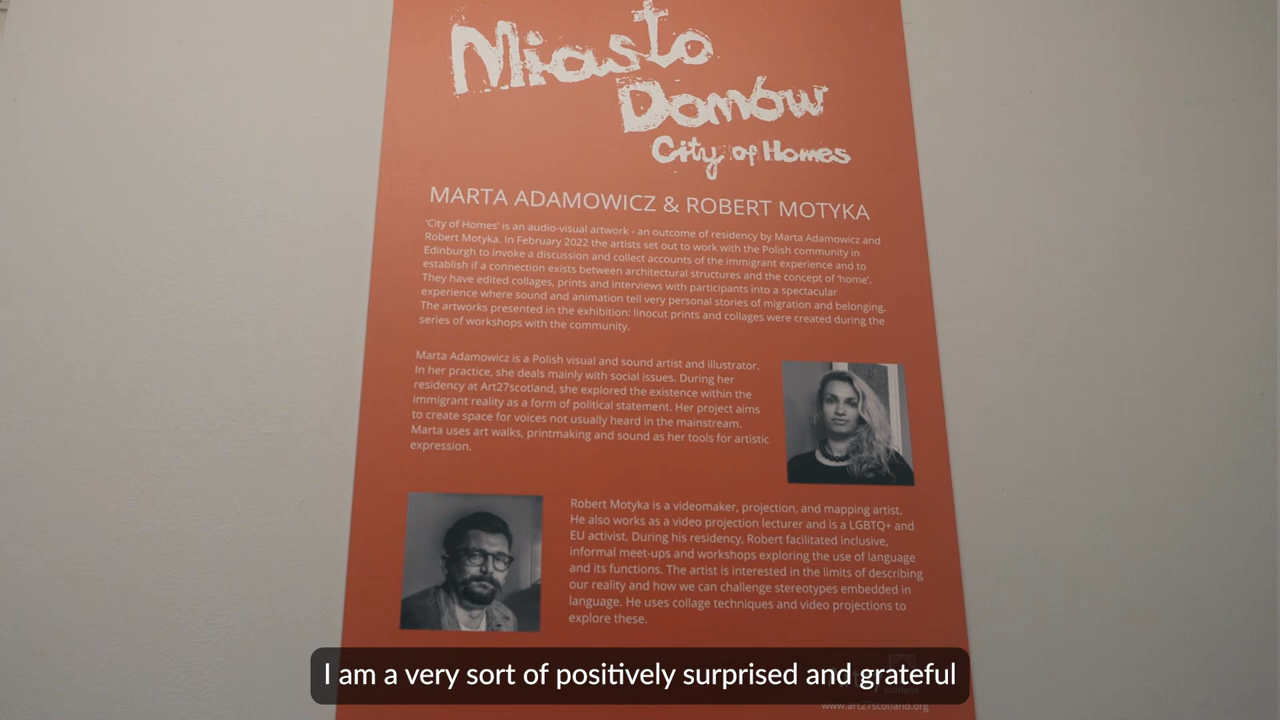 Miasto
Domów
City of Homes
MARTA ADAMOWICZ & ROBERT MOTYKA
'City of Homes' is an audio-visual artwork - an outcome of residency by Marta Adamowicz and
Robert Motyka. In February 2022 the artists set out to work with the Polish community in
Edinburgh to invoke a discussion and collect accounts of the immigrant experience and to
establish if a connection exists between architectural structures and the concept of 'home'.
They have edited collages, prints and interviews with participants into a spectacular
experience where sound and animation tell very personal stories of migration and belonging.
The artworks presented in the exhibition: linocut prints and collages were created during the
series of workshops with the community.
Marta Adamowicz is a Polish visual and sound artist and illustrator.
In her practice, she deals mainly with social issues. During her
residency at Art27scotland, she explored the existence within the
immigrant reality as a form of political statement. Her project aims
to create space for voices not usually heard in the mainstream.
Marta uses art walks, printmaking and sound as her tools for artistic
expression.
Robert Motyka is a videomaker, projection, and mapping artist.
He also works as a video projection lecturer and is a LGBTQ+ and
EU activist. During his residency, Robert facilitated inclusive,
informal meet-ups and workshops exploring the use of language
and its functions. The artist is interested in the limits of describing
our reality and how we can challenge stereotypes embedded in
language. He uses collage techniques and video projections to
explore these.
I am a very sort of positively surprised and grateful
scotland
www.art27scotland.org